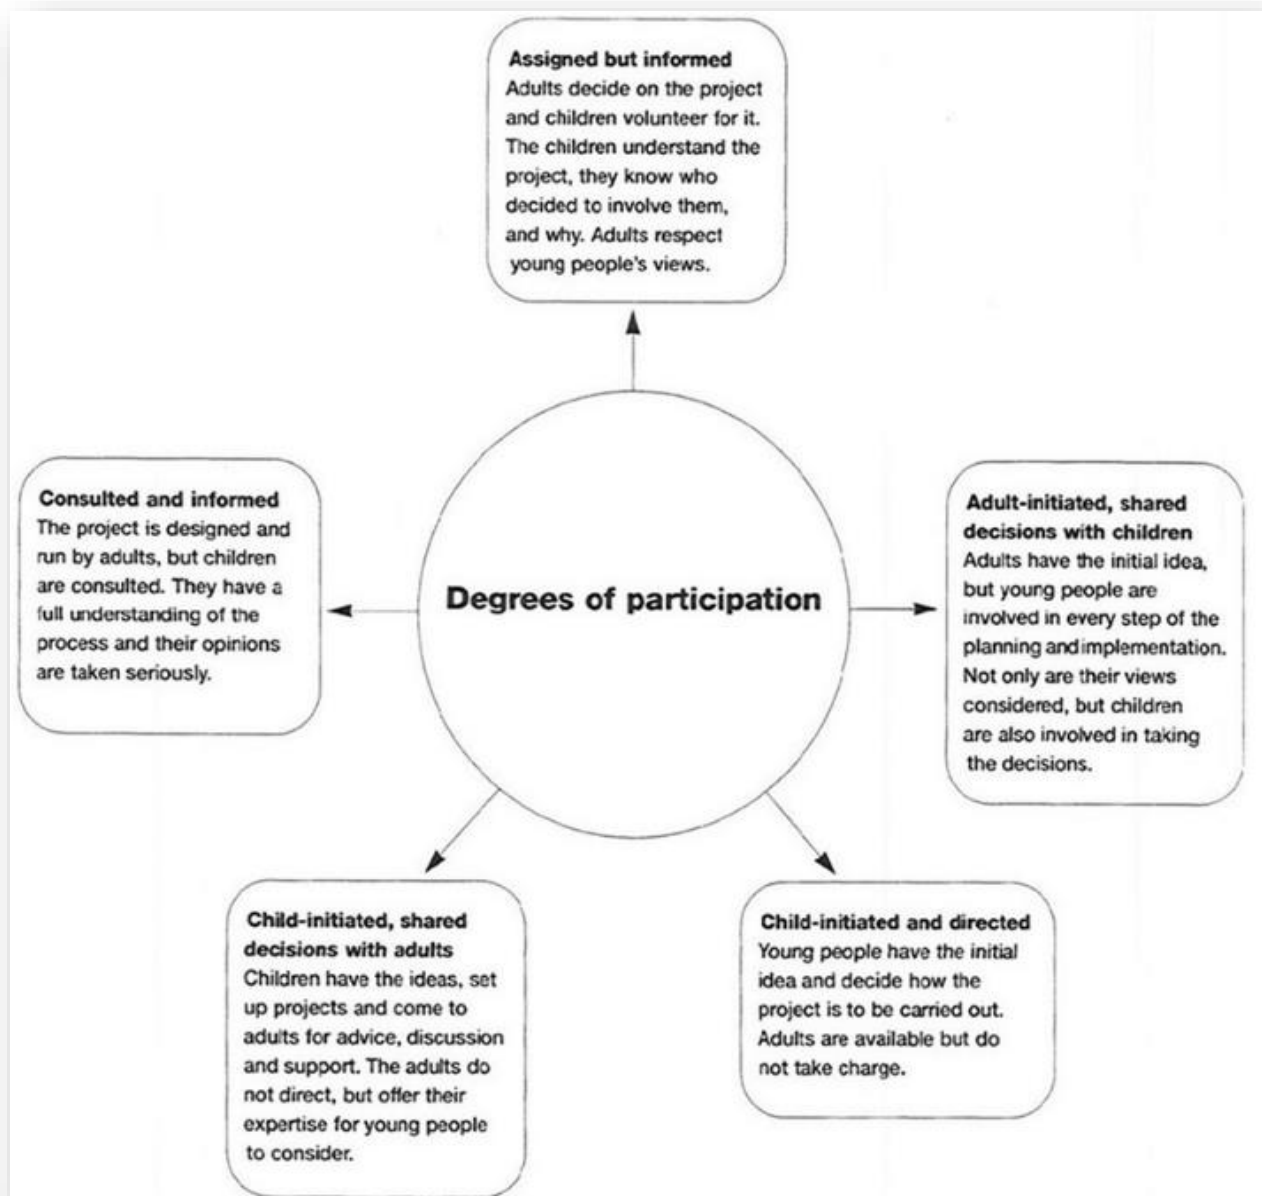 Assigned but informed
Adults decide on the project
and children volunteer for it.
The children understand the
project, they know who
decided to involve them,
and why. Adults respect
young people's views.
Consulted and informed
The project is designed and
run by adults, but children
are consulted. They have a
full understanding of the
process and their opinions
are taken seriously.
Degrees of participation
Adult-initiated, shared
decisions with children
Adults have the initial idea,
but young people are
involved in every step of the
planning and implementation.
Not only are their views
considered, but children
are also involved in taking
the decisions.
Child-initiated, shared
decisions with adults
Children have the ideas, set
up projects and come to
adults for advice, discussion
and support. The adults do
not direct, but offer their
expertise for young people
to consider.
Child-initiated and directed
Young people have the initial
idea and decide how the
project is to be carried out.
Adults are available but do
not take charge.